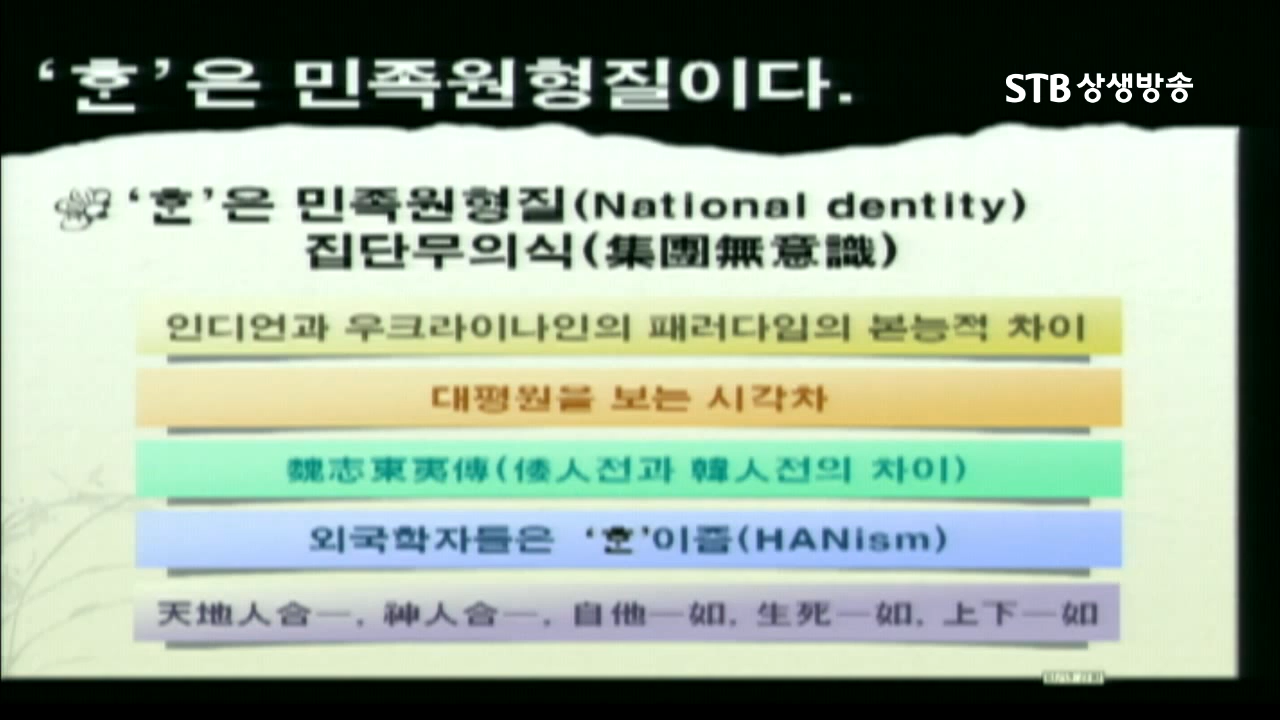 ‘ᄒᆞᆫ’은 민족원형질이다.
STB 상생방송
‘ᄒᆞᆫ’은 민족원형질(National dentity)
집단무의식(集團無意識)
인디언과 우크라이나인의 패러다임의 본능적 차이
대평원을 보는 시각차
魏志東夷傳(倭人전과 韓人전의 차이)
외국학자들은 ‘ᄒᆞᆫ’이즘(HANism)
天地人合一, 神人合一, 自他一如, 生死一如, 上下一如